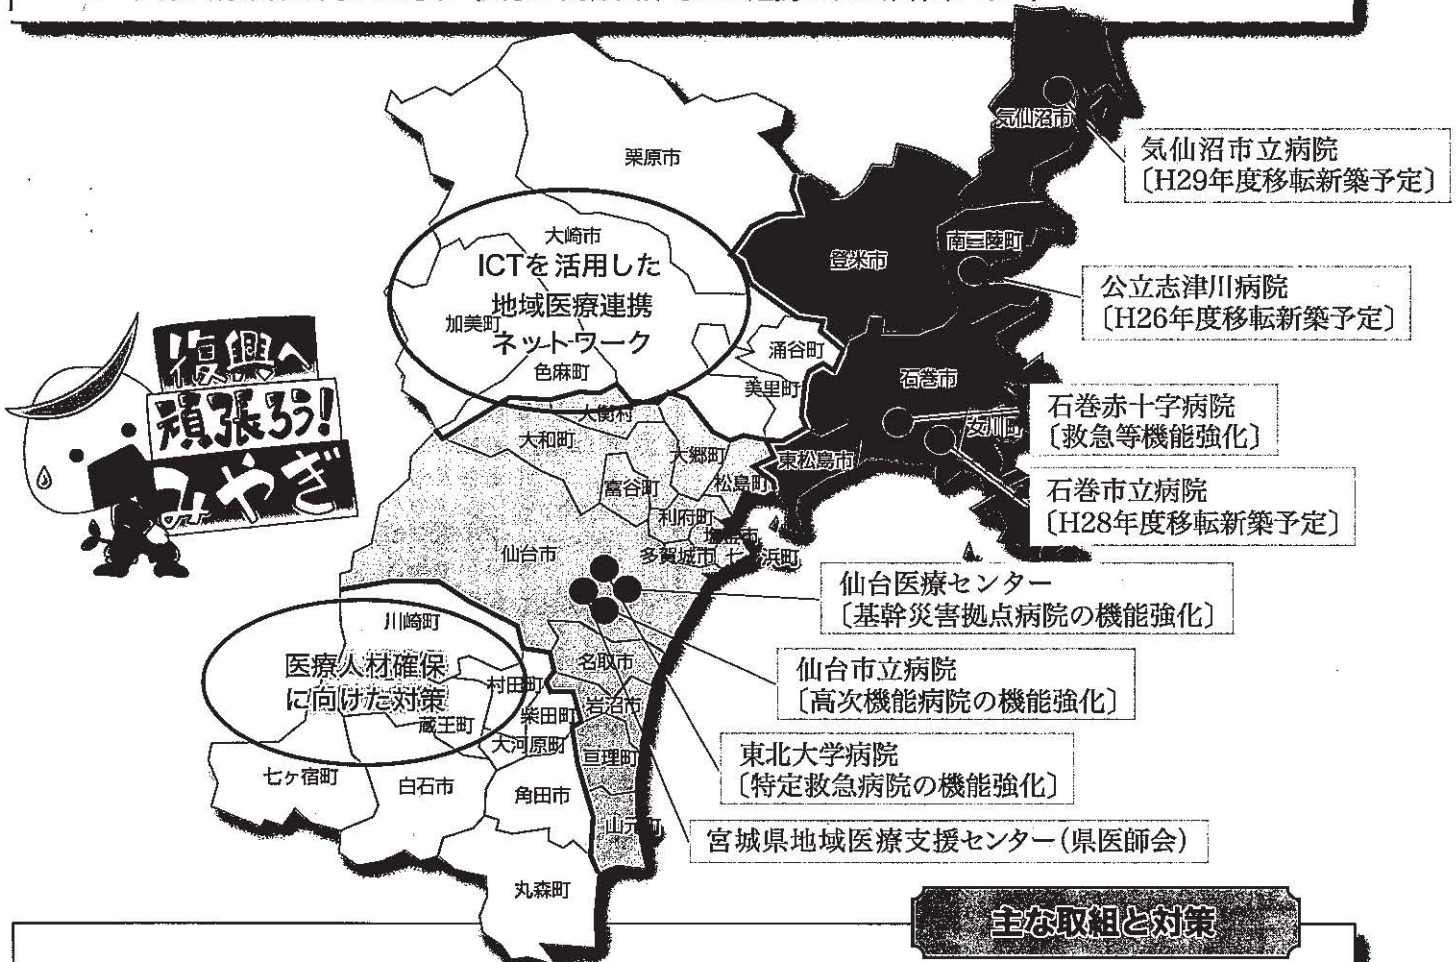 気仙沼市
栗原市
気仙沼市立病院
〔H29年度移転新築予定〕
大崎市
ICTを活用した
地域医療連携
ネットワーク
加美町
色麻町
登米市
南三陸町
公立志津川病院
〔H26年度移転新築予定〕
涌谷町
美里町
石巻市
女川町
石巻赤十字病院
〔救急等機能強化〕
復興へ
頑張ろう!
みやぎ
大衡村
大和町
大郷町
東松島市
富谷町
松島町
石巻市立病院
〔H28年度移転新築予定〕
利府町
塩釜市
仙台市
多賀城市
七ヶ浜町
仙台医療センター
〔基幹災害拠点病院の機能強化〕
川崎町
医療人材確保
に向けた対策
名取市
仙台市立病院
〔高次機能病院の機能強化〕
村田町
柴田町
岩沼市
蔵王町
大河原町
東北大学病院
〔特定救急病院の機能強化〕
亘理町
七ヶ宿町
白石市
角田市
山元町
宮城県地域医療支援センター(県医師会)
丸森町
主な取組と対策